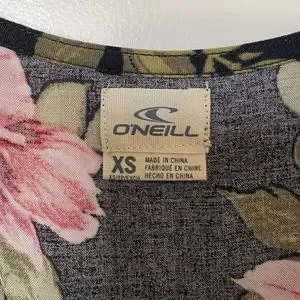 O'NEILL
XS
MADE IN CHINA
FABRIQUÉ EN CHINE
HECHO EN CHINA